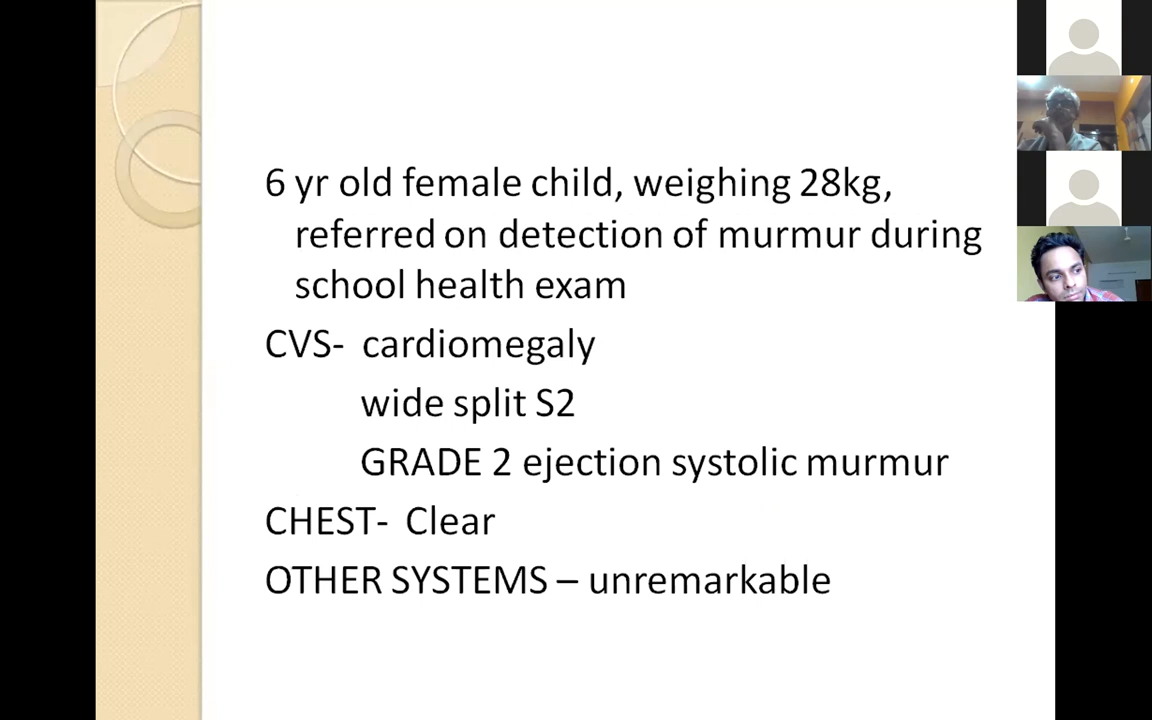 6 yr old female child, weighing 28kg,
referred on detection of murmur during
school health exam
CVS- cardiomegaly
wide split S2
GRADE 2 ejection systolic murmur
CHEST- Clear
OTHER SYSTEMS – unremarkable